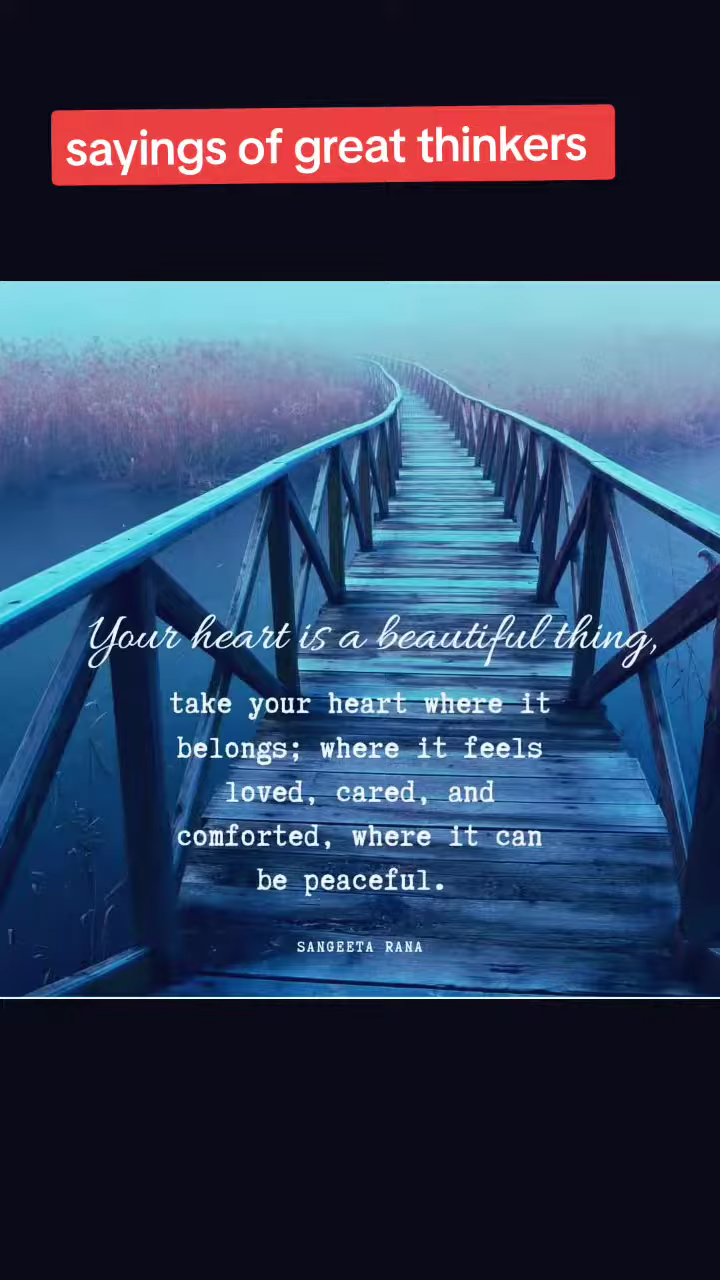 sayings of great thinkers
Your heart is a beautiful thing,
take your heart where it
belongs; where it feels
loved, cared, and
comforted, where it can
be peaceful.
SANGEETA RANA